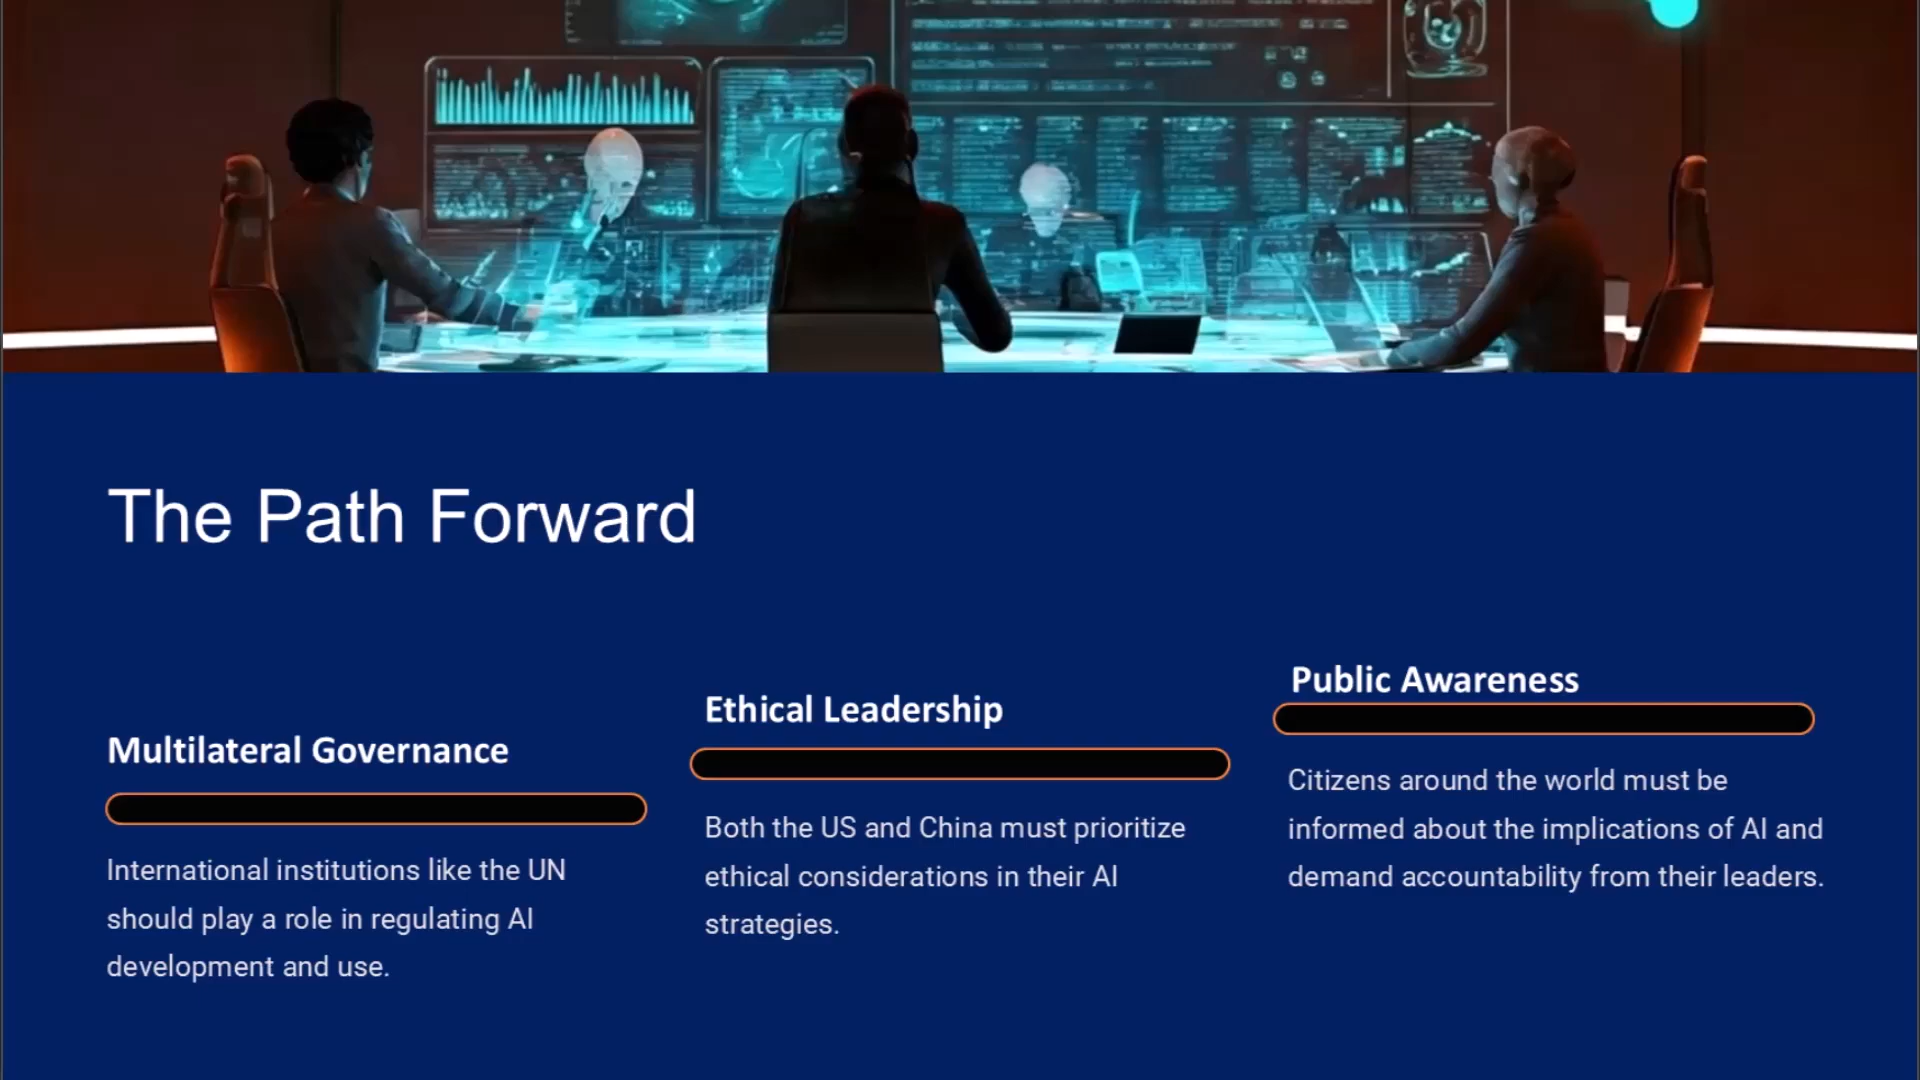 The Path Forward
Multilateral Governance
International institutions like the UN
should play a role in regulating AI
development and use.
Ethical Leadership
Both the US and China must prioritize
ethical considerations in their AI
strategies.
Public Awareness
Citizens around the world must be
informed about the implications of AI and
demand accountability from their leaders.